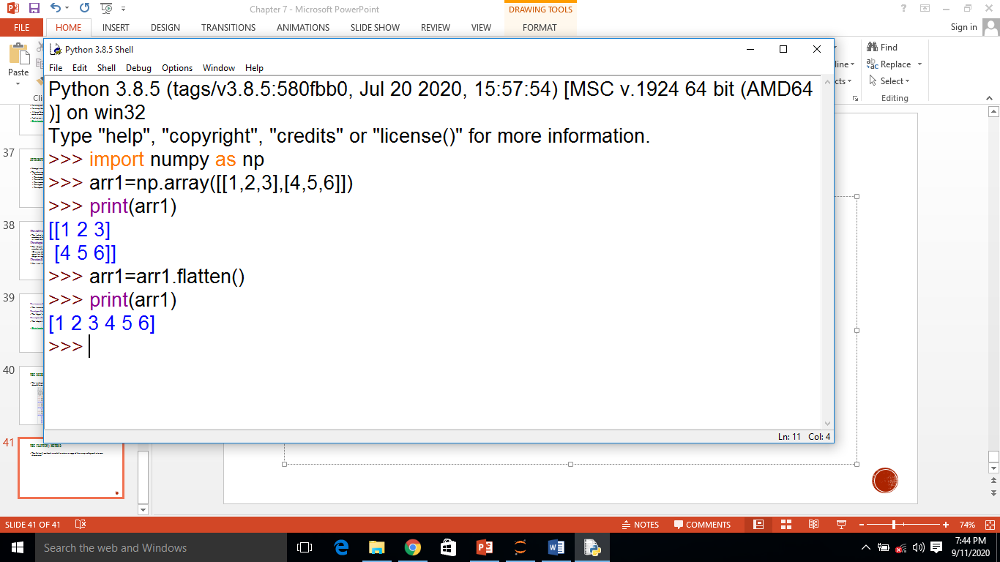 Chapter 7 - Microsoft PowerPoint
DRAWING TOOLS
?
FILE
HOME
INSERT
DESIGN
TRANSITIONS
ANIMATIONS
SLIDE SHOW
REVIEW
VIEW
FORMAT
Sign in
Paste
Find
Replace
Select
Editing
Python 3.8.5 Shell
File Edit Shell Debug Options Window Help
Python 3.8.5 (tags/v3.8.5:580fbb0, Jul 20 2020, 15:57:54) [MSC v.1924 64 bit (AMD64
)] on win32
Type "help", "copyright", "credits" or "license()" for more information.
>>> import numpy as np
>>> arr1=np.array([[1,2,3],[4,5,6]])
>>> print(arr1)
[[1 2 3]
 [4 5 6]]
>>> arr1=arr1.flatten()
>>> print(arr1)
[1 2 3 4 5 6]
>>>
Ln: 11 Col: 4
37
38
39
40
41
THE FLATTEN() METHOD
SLIDE 41 OF 41
NOTES
COMMENTS
74%
Search the web and Windows
7:44 PM
9/11/2020